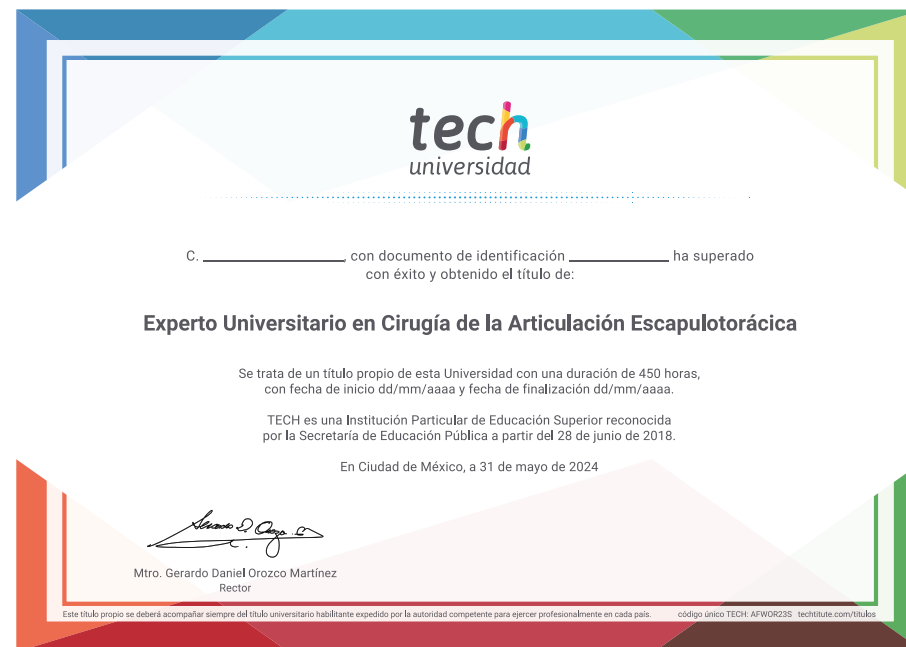 tech
universidad
C. ____________, con documento de identificación ____________ ha superado
con éxito y obtenido el título de:
Experto Universitario en Cirugía de la Articulación Escapulotorácica
Se trata de un título propio de esta Universidad con una duración de 450 horas,
con fecha de inicio dd/mm/aaaa y fecha de finalización dd/mm/aaaa.
TECH es una Institución Particular de Educación Superior reconocida
por la Secretaría de Educación Pública a partir del 28 de junio de 2018.
En Ciudad de México, a 31 de mayo de 2024
Mtro. Gerardo Daniel Orozco Martínez
Rector
Este título propio se deberá acompañar siempre del título universitario habilitante expedido por la autoridad competente para ejercer profesionalmente en cada país. código único TECH: AFWOR23S techtitute.com/titulos